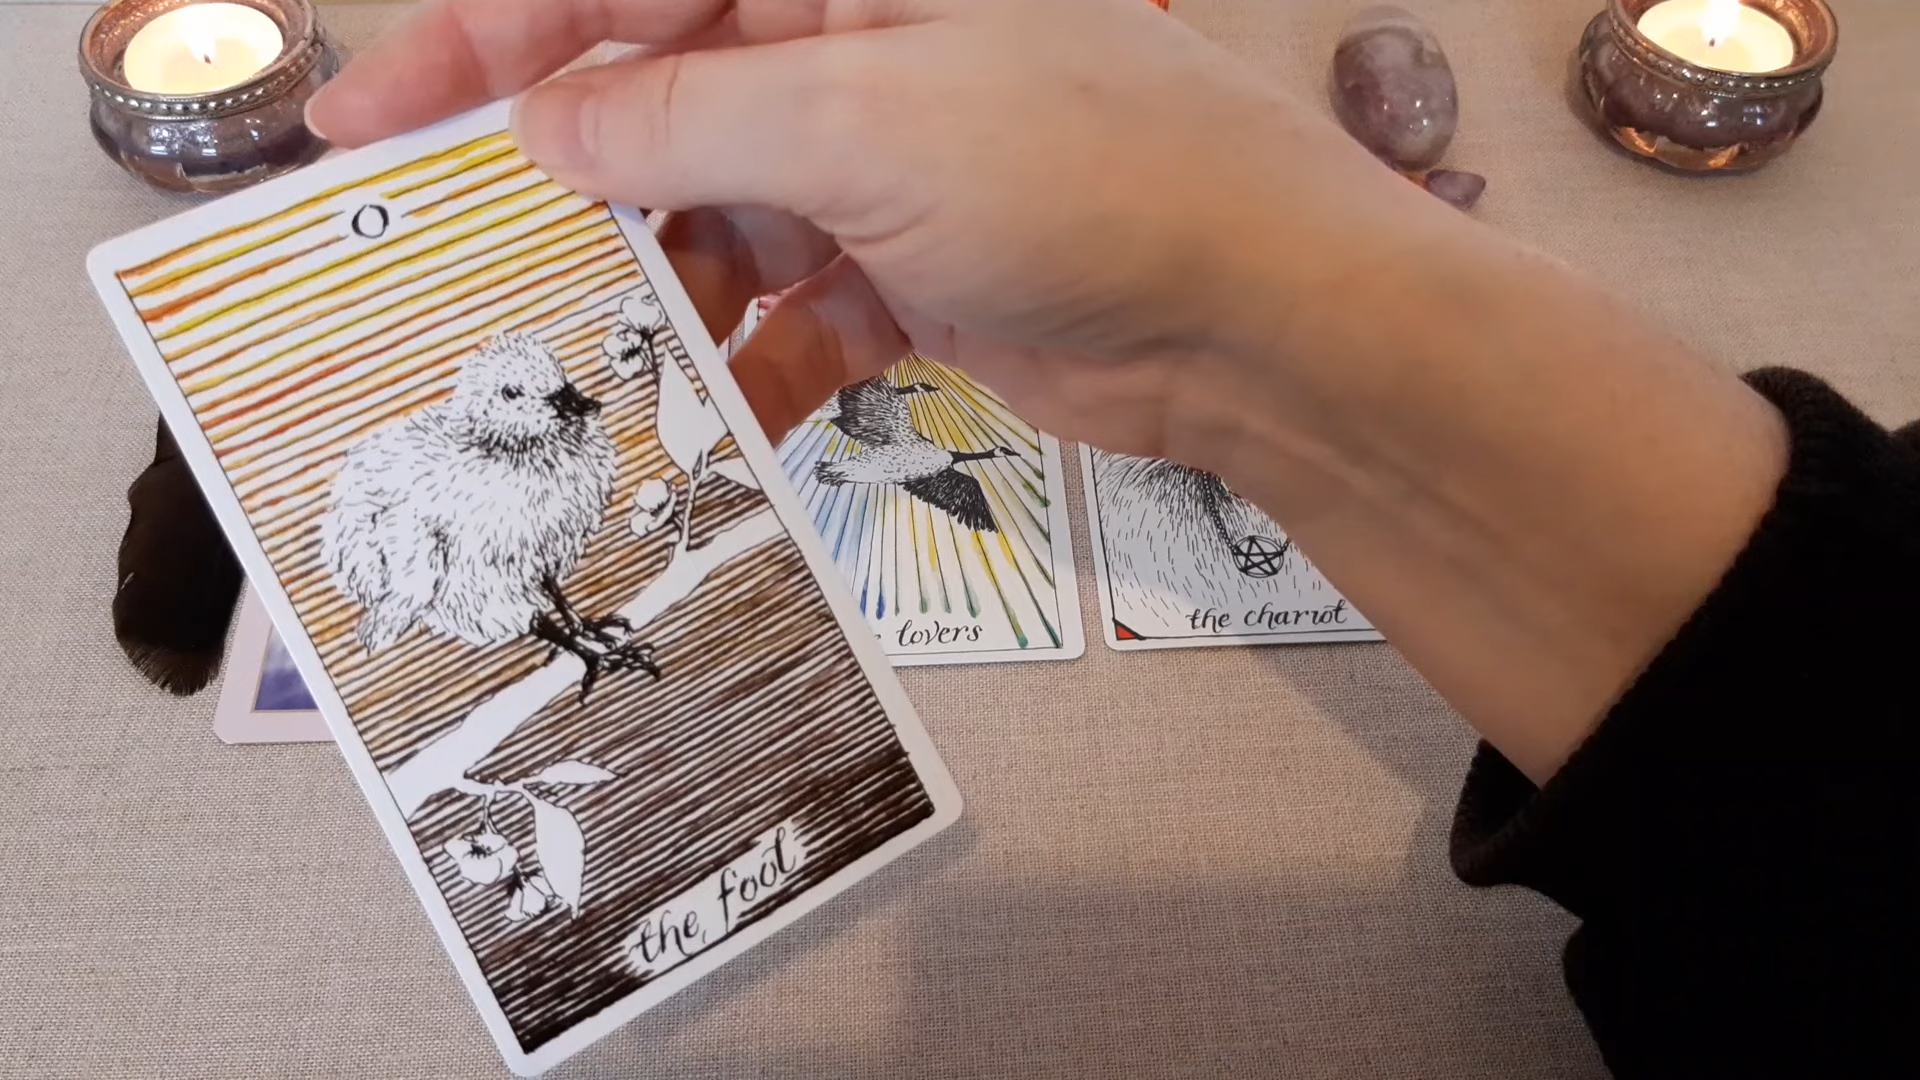 0
the fool
lovers
the chariot